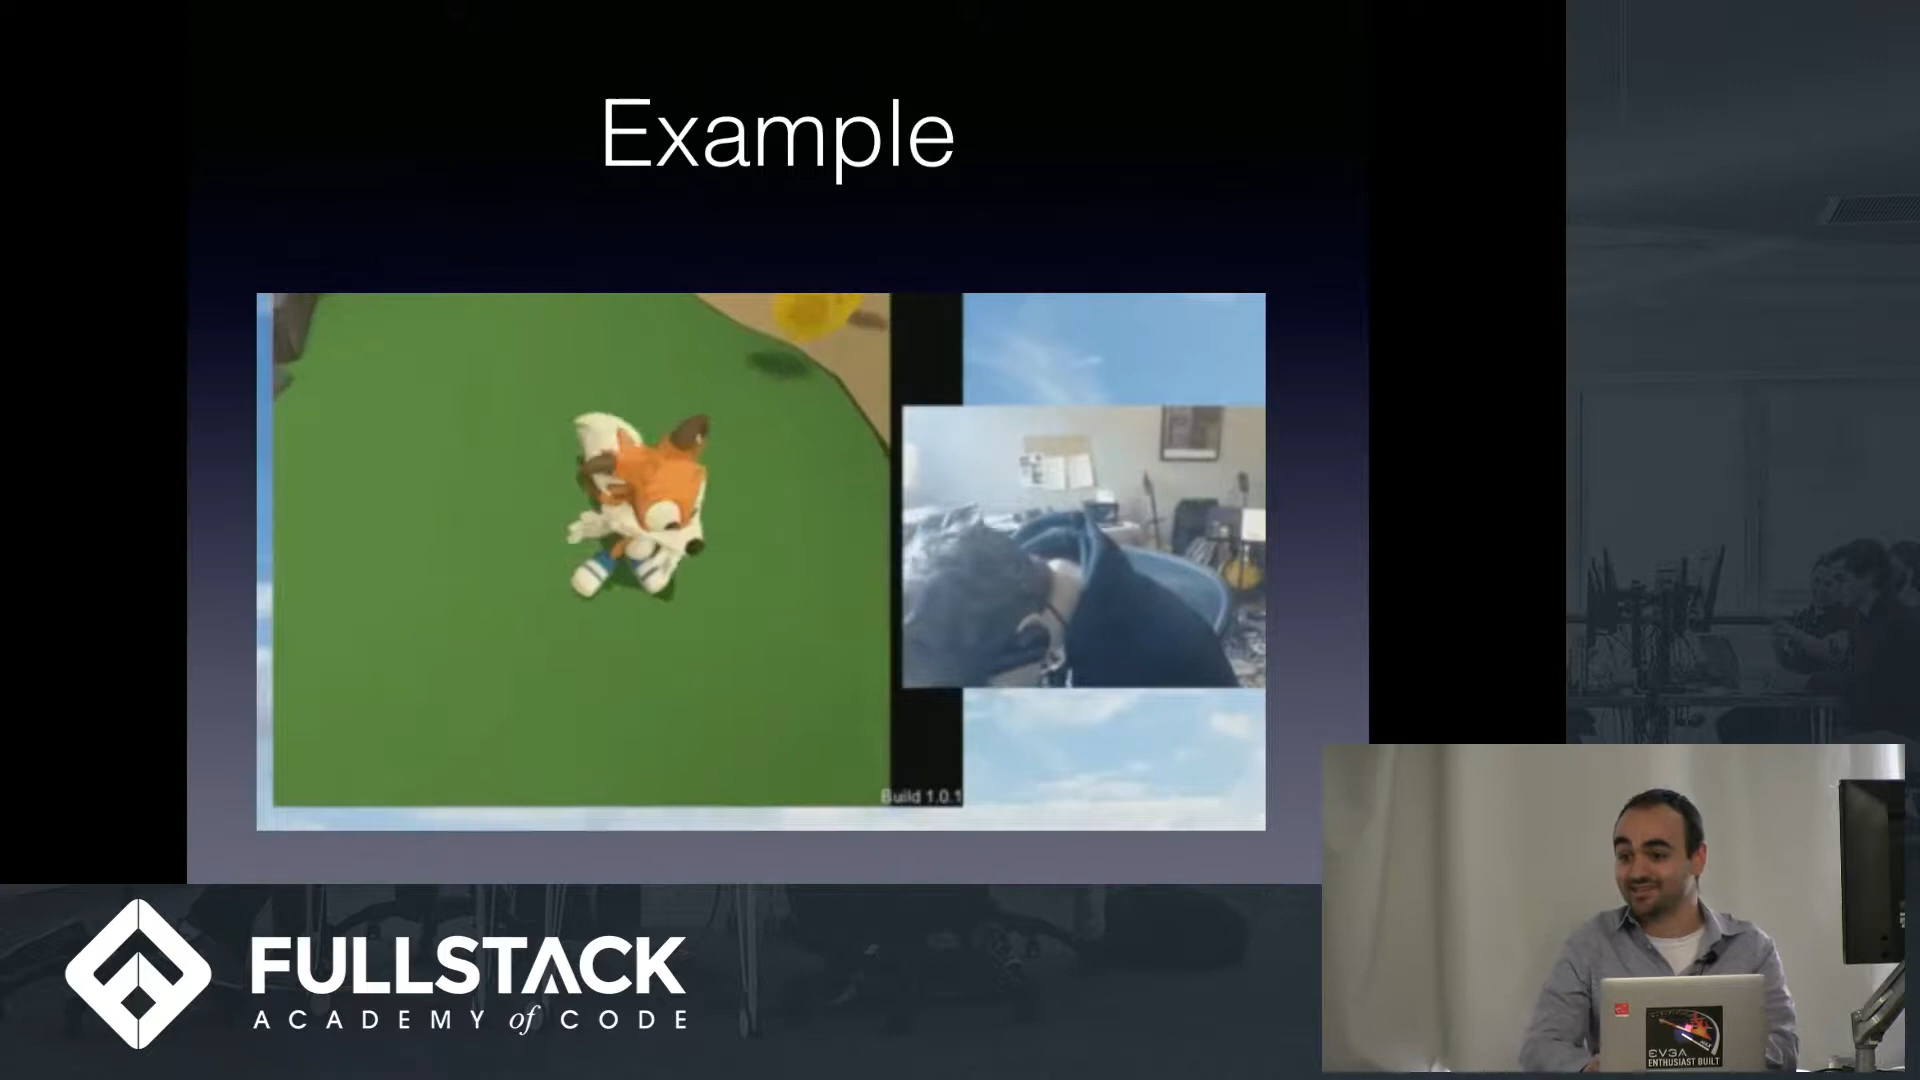 Example
Build 1.0.1
FULLSTACK
ACADEMY of CODE
EVGA
ENTHUSIAST BUILT